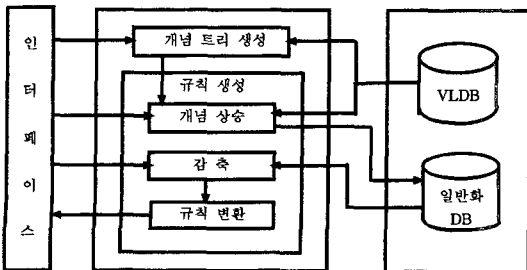 인터페이스
개념 트리 생성
규칙 생성
개념 상승
감 축
규칙 변환
VLDB
일반화
DB